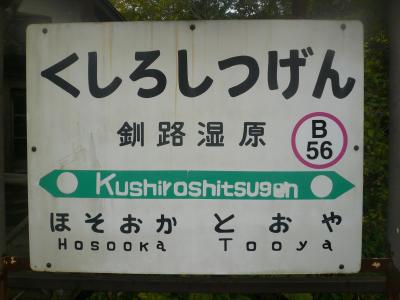 くしろしつげん
釧路湿原
B
56
Kushiroshitsugen
ほそおか とおや
Hosooka Tooya